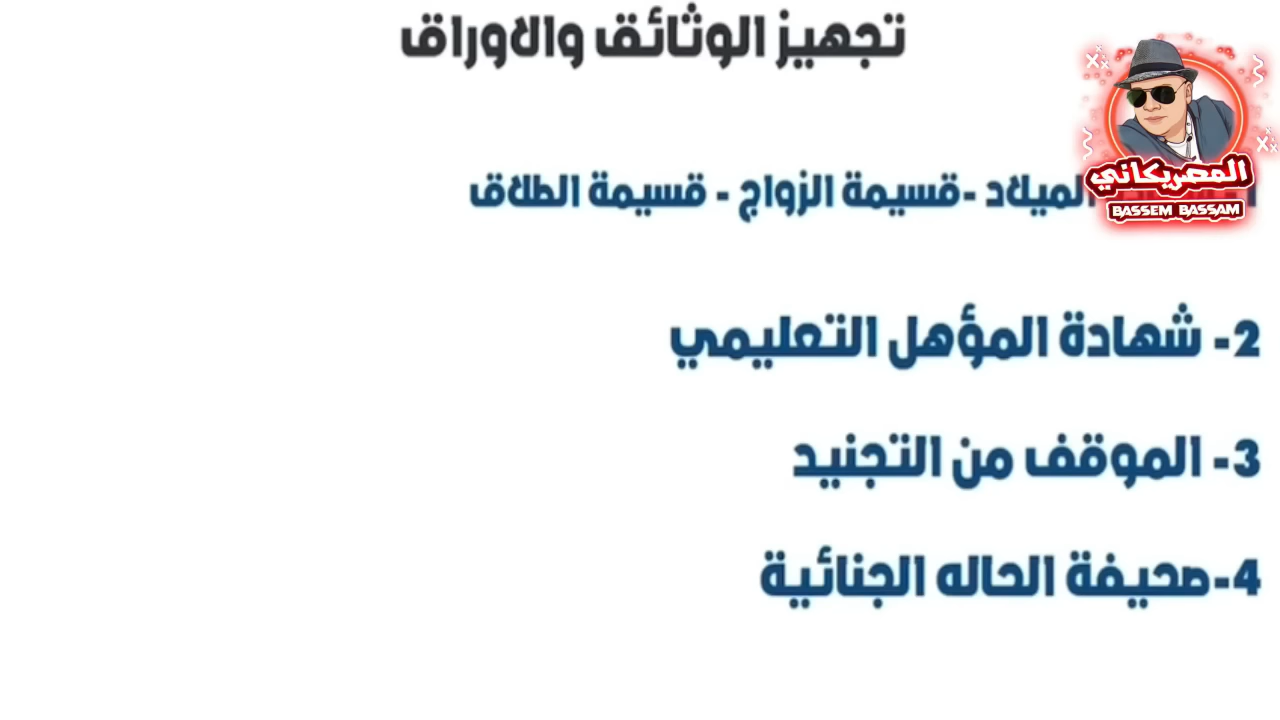 تجهيز الوثائق والاوراق
المصريكاني
BASSEM BASSAM
الميلاد -قسيمة الزواج - قسيمة الطلاق
2- شهادة المؤهل التعليمي
3- الموقف من التجنيد
4-صحيفة الحاله الجنائية